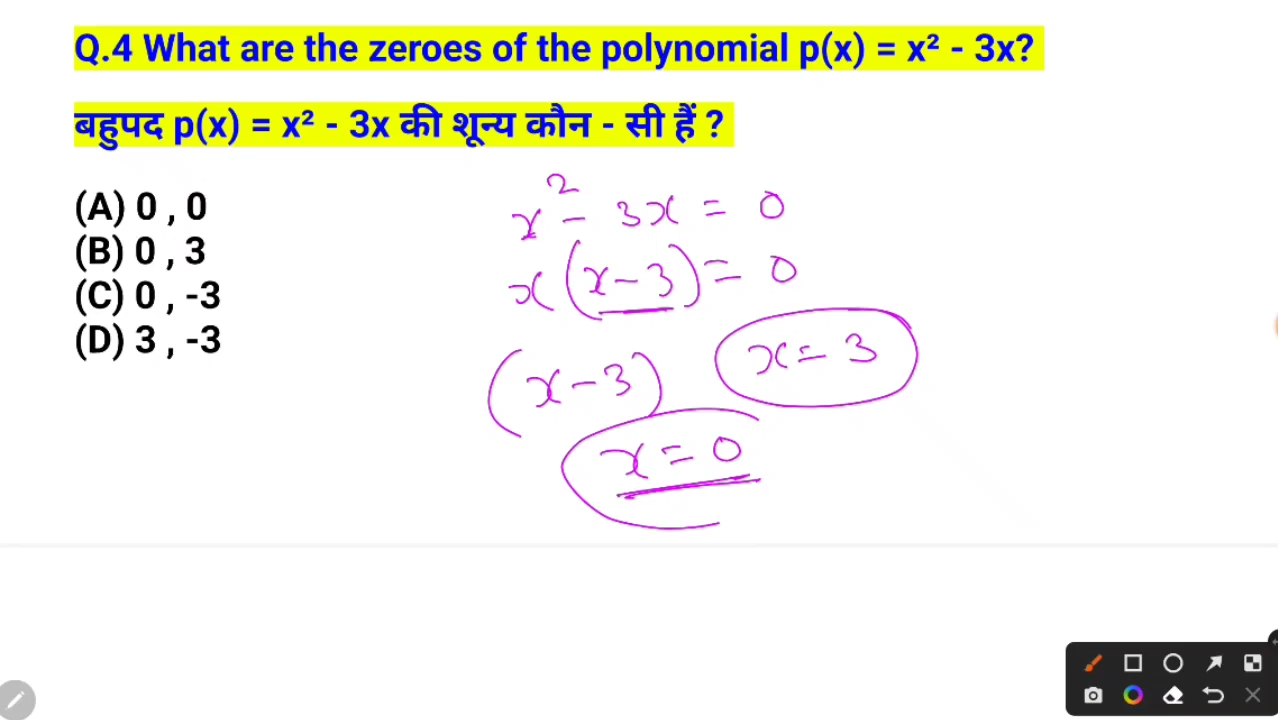 Q.4 What are the zeroes of the polynomial p(x) = x² - 3x?
बहुपद p(x) = x² - 3x की शून्य कौन - सी हैं ?
(A) 0 , 0
(B) 0 , 3
(C) 0 , -3
(D) 3 , -3
x² - 3x = 0
x(x-3) = 0
(x-3) x = 3
x = 0